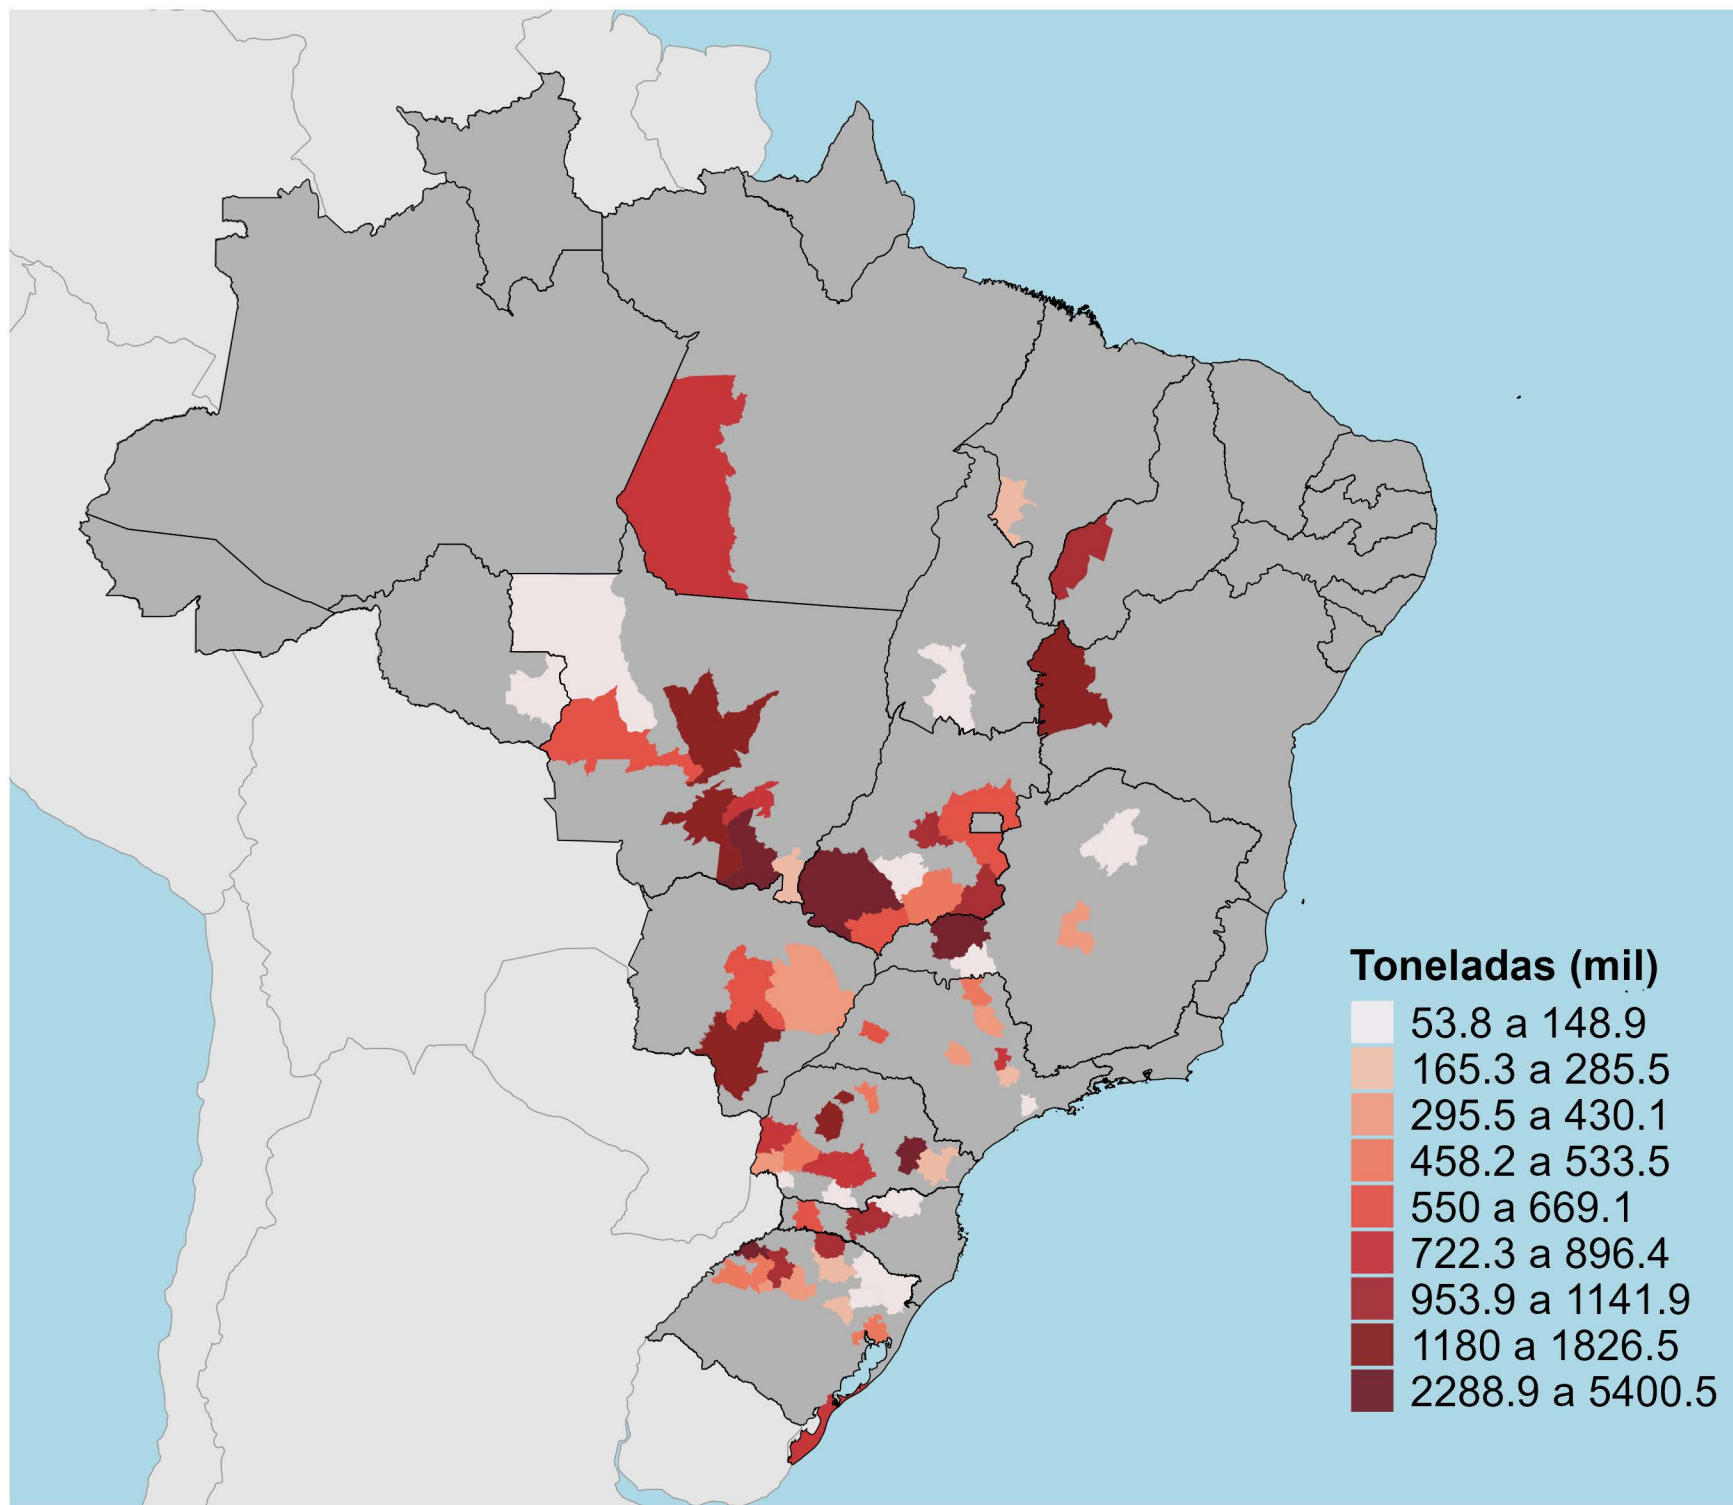 Toneladas (mil)
53.8 a 148.9
165.3 a 285.5
295.5 a 430.1
458.2 a 533.5
550 a 669.1
722.3 a 896.4
953.9 a 1141.9
1180 a 1826.5
2288.9 a 5400.5